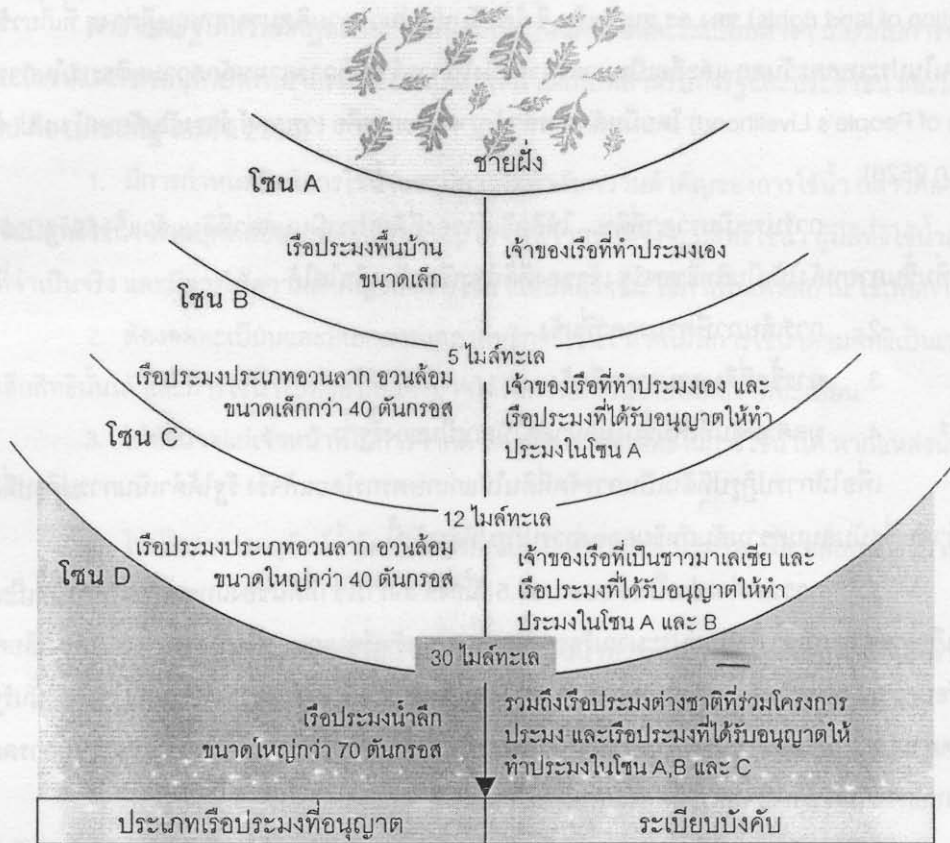 ชายฝั่ง
โซน A
เรือประมงพื้นบ้าน
ขนาดเล็ก
เจ้าของเรือที่ทำประมงเอง
โซน B
5 ไมล์ทะเล
เรือประมงประเภทอวนลาก อวนล้อม
ขนาดเล็กกว่า 40 ตันกรอส
เจ้าของเรือที่ทำประมงเอง และ
เรือประมงที่ได้รับอนุญาตให้ทำ
ประมงในโซน A
โซน C
12 ไมล์ทะเล
เรือประมงประเภทอวนลาก อวนล้อม
ขนาดใหญ่กว่า 40 ตันกรอส
เจ้าของเรือที่เป็นชาวมาเลเซีย และ
เรือประมงที่ได้รับอนุญาตให้ทำ
ประมงในโซน A และ B
โซน D
30 ไมล์ทะเล
เรือประมงน้ำลึก
ขนาดใหญ่กว่า 70 ตันกรอส
รวมถึงเรือประมงต่างชาติที่ร่วมโครงการ
ประมง และเรือประมงที่ได้รับอนุญาตให้
ทำประมงในโซน A,B และ C
ประเภทเรือประมงที่อนุญาต
ระเบียบบังคับ